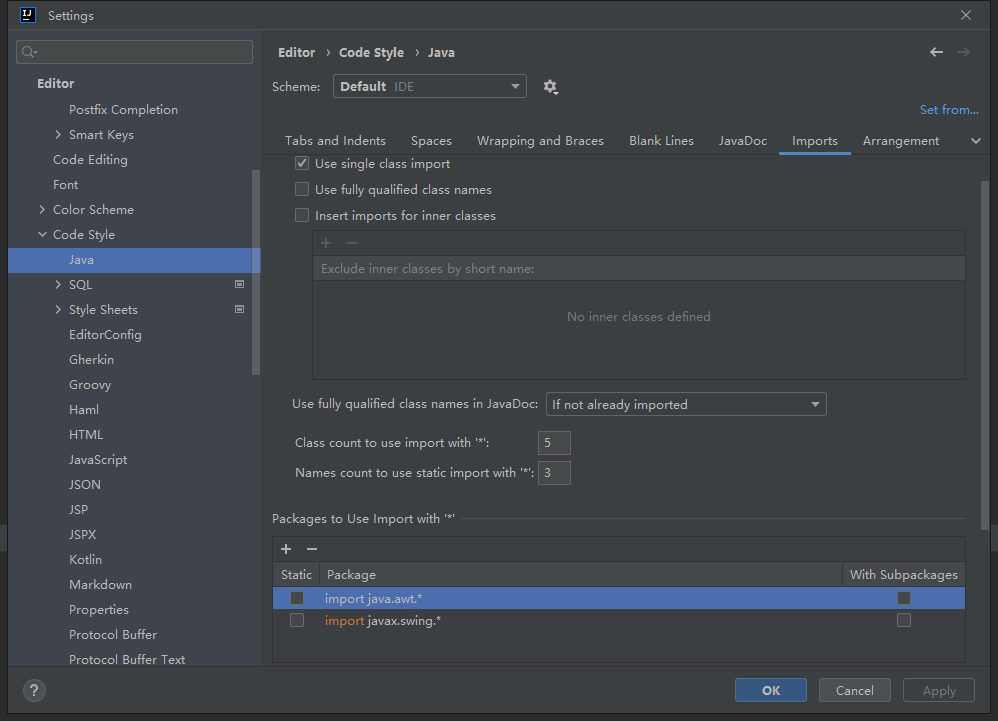 IJ Settings
Editor
Postfix Completion
Smart Keys
Code Editing
Font
Color Scheme
Code Style
Java
SQL
Style Sheets
EditorConfig
Gherkin
Groovy
Haml
HTML
JavaScript
JSON
JSP
JSPX
Kotlin
Markdown
Properties
Protocol Buffer
Protocol Buffer Text
Editor › Code Style › Java
Scheme: Default IDE
Set from...
Tabs and Indents Spaces Wrapping and Braces Blank Lines JavaDoc Imports Arrangement
Use single class import
Use fully qualified class names
Insert imports for inner classes
Exclude inner classes by short name:
No inner classes defined
Use fully qualified class names in JavaDoc: If not already imported
Class count to use import with '*': 5
Names count to use static import with '*': 3
Packages to Use Import with '*'
Static Package With Subpackages
import java.awt.*
import javax.swing.*
? OK Cancel Apply